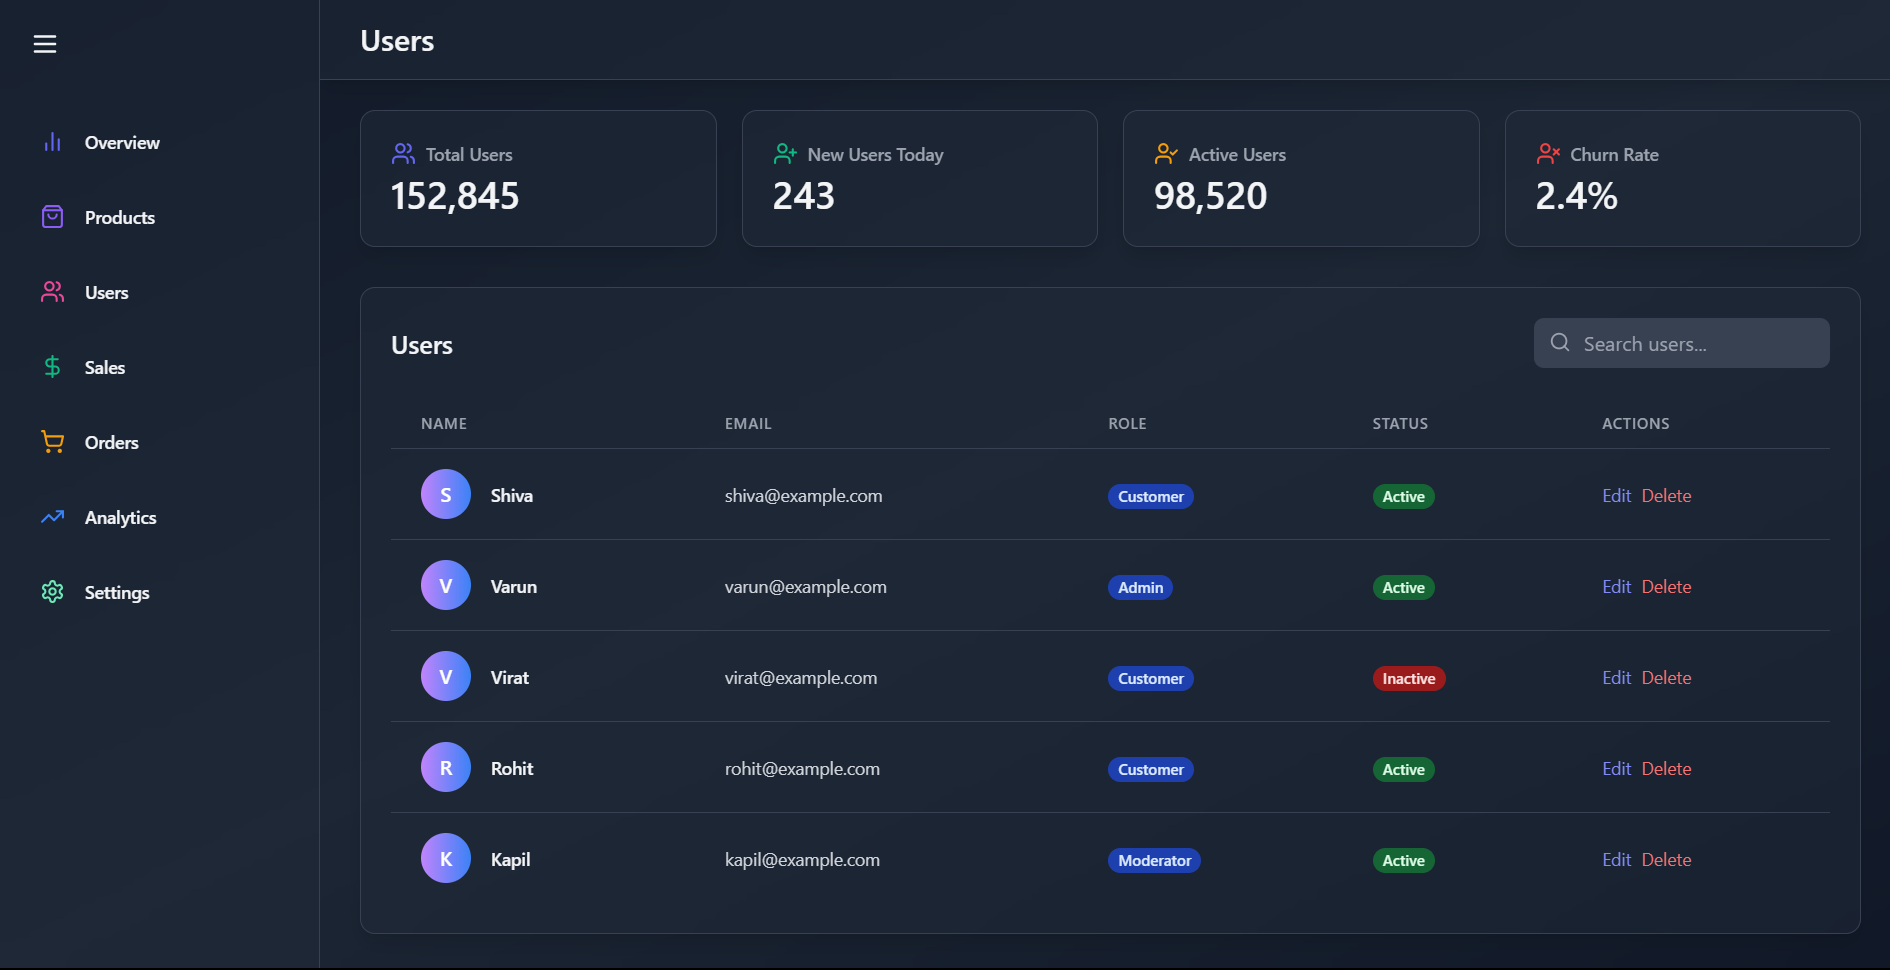 Users
Overview
Products
Users
Sales
Orders
Analytics
Settings
Total Users
152,845
New Users Today
243
Active Users
98,520
Churn Rate
2.4%
Users
Search users...
NAME EMAIL ROLE STATUS ACTIONS
S Shiva shiva@example.com Customer Active Edit Delete
V Varun varun@example.com Admin Active Edit Delete
V Virat virat@example.com Customer Inactive Edit Delete
R Rohit rohit@example.com Customer Active Edit Delete
K Kapil kapil@example.com Moderator Active Edit Delete